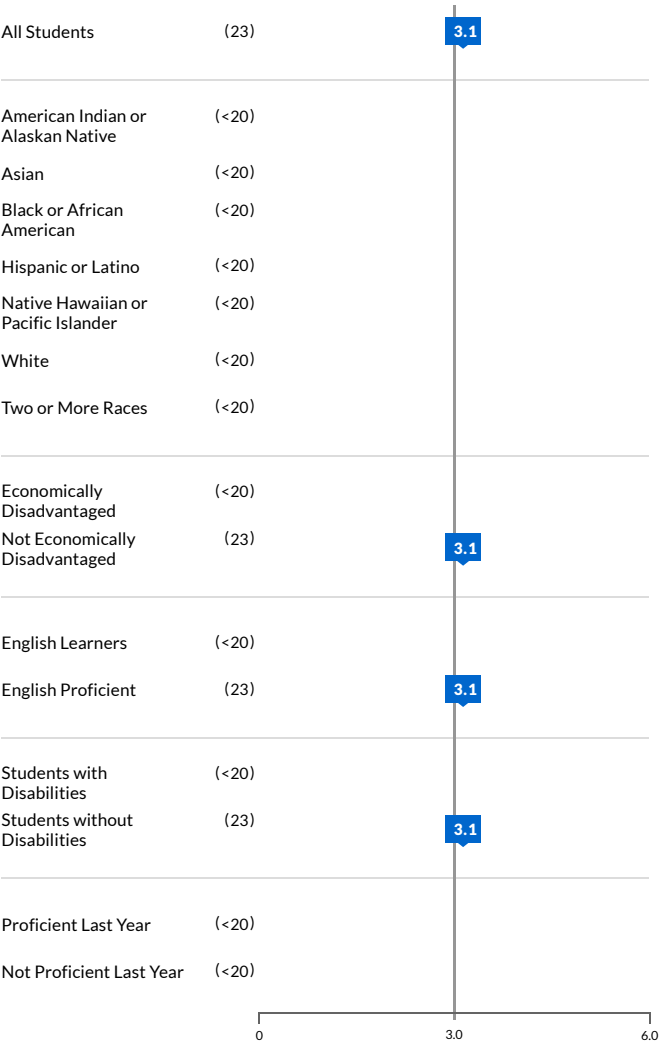 All Students (23) 3.1
American Indian or (<20)
Alaskan Native
Asian (<20)
Black or African (<20)
American
Hispanic or Latino (<20)
Native Hawaiian or (<20)
Pacific Islander
White (<20)
Two or More Races (<20)
Economically (<20)
Disadvantaged
Not Economically (23) 3.1
Disadvantaged
English Learners (<20)
English Proficient (23) 3.1
Students with (<20)
Disabilities
Students without (23) 3.1
Disabilities
Proficient Last Year (<20)
Not Proficient Last Year (<20)
0 3.0 6.0